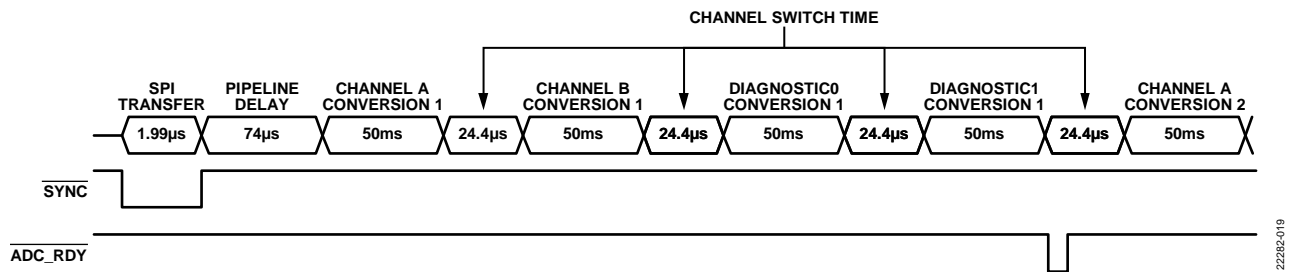 CHANNEL SWITCH TIME
SPI TRANSFER
PIPELINE DELAY
CHANNEL A CONVERSION 1
CHANNEL B CONVERSION 1
DIAGNOSTIC0 CONVERSION 1
DIAGNOSTIC1 CONVERSION 1
CHANNEL A CONVERSION 2
1.99µs 74µs 50ms 24.4µs 50ms 24.4µs 50ms 24.4µs 50ms 24.4µs 50ms
SYNC
ADC_RDY
22282-019